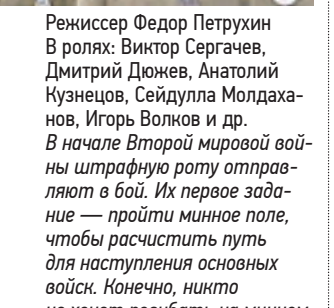 Режиссер Федор Петрухин
В ролях: Виктор Сергачев,
Дмитрий Дюжев, Анатолий
Кузнецов, Сейдулла Молдаха-
нов, Игорь Волков и др.
В начале Второй мировой вой-
ны штрафную роту отправ-
ляют в бой. Их первое зада-
ние — пройти минное поле,
чтобы расчистить путь
для наступления основных
войск. Конечно, никто